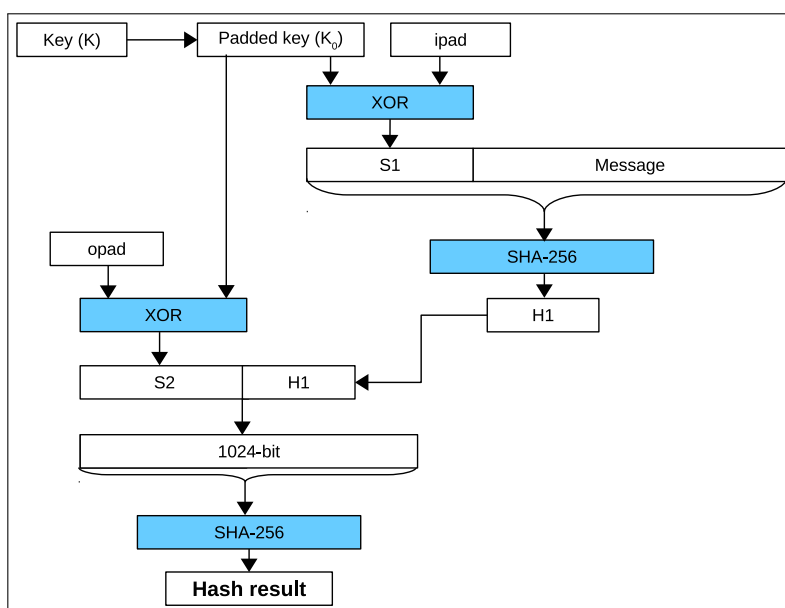 Key (K)
Padded key (K₀)
ipad
XOR
S1
Message
opad
SHA-256
XOR
H1
S2
H1
1024-bit
SHA-256
Hash result